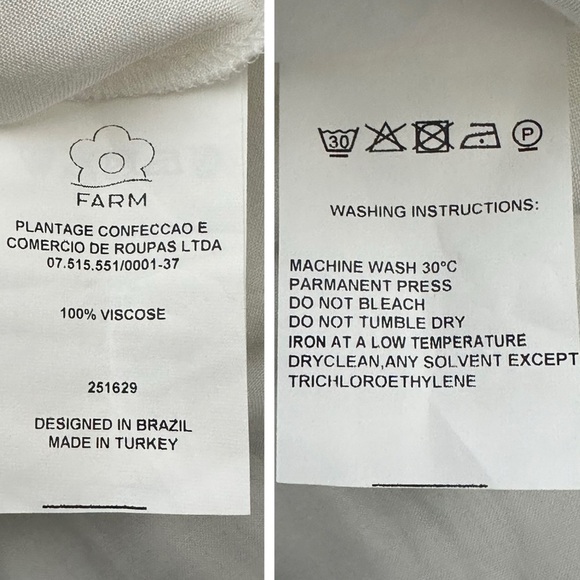 FARM
PLANTAGE CONFECCAO E
COMERCIO DE ROUPAS LTDA
07.515.551/0001-37
100% VISCOSE
251629
DESIGNED IN BRAZIL
MADE IN TURKEY
30 P
WASHING INSTRUCTIONS:
MACHINE WASH 30°C
PARMANENT PRESS
DO NOT BLEACH
DO NOT TUMBLE DRY
IRON AT A LOW TEMPERATURE
DRYCLEAN,ANY SOLVENT EXCEPT
TRICHLOROETHYLENE